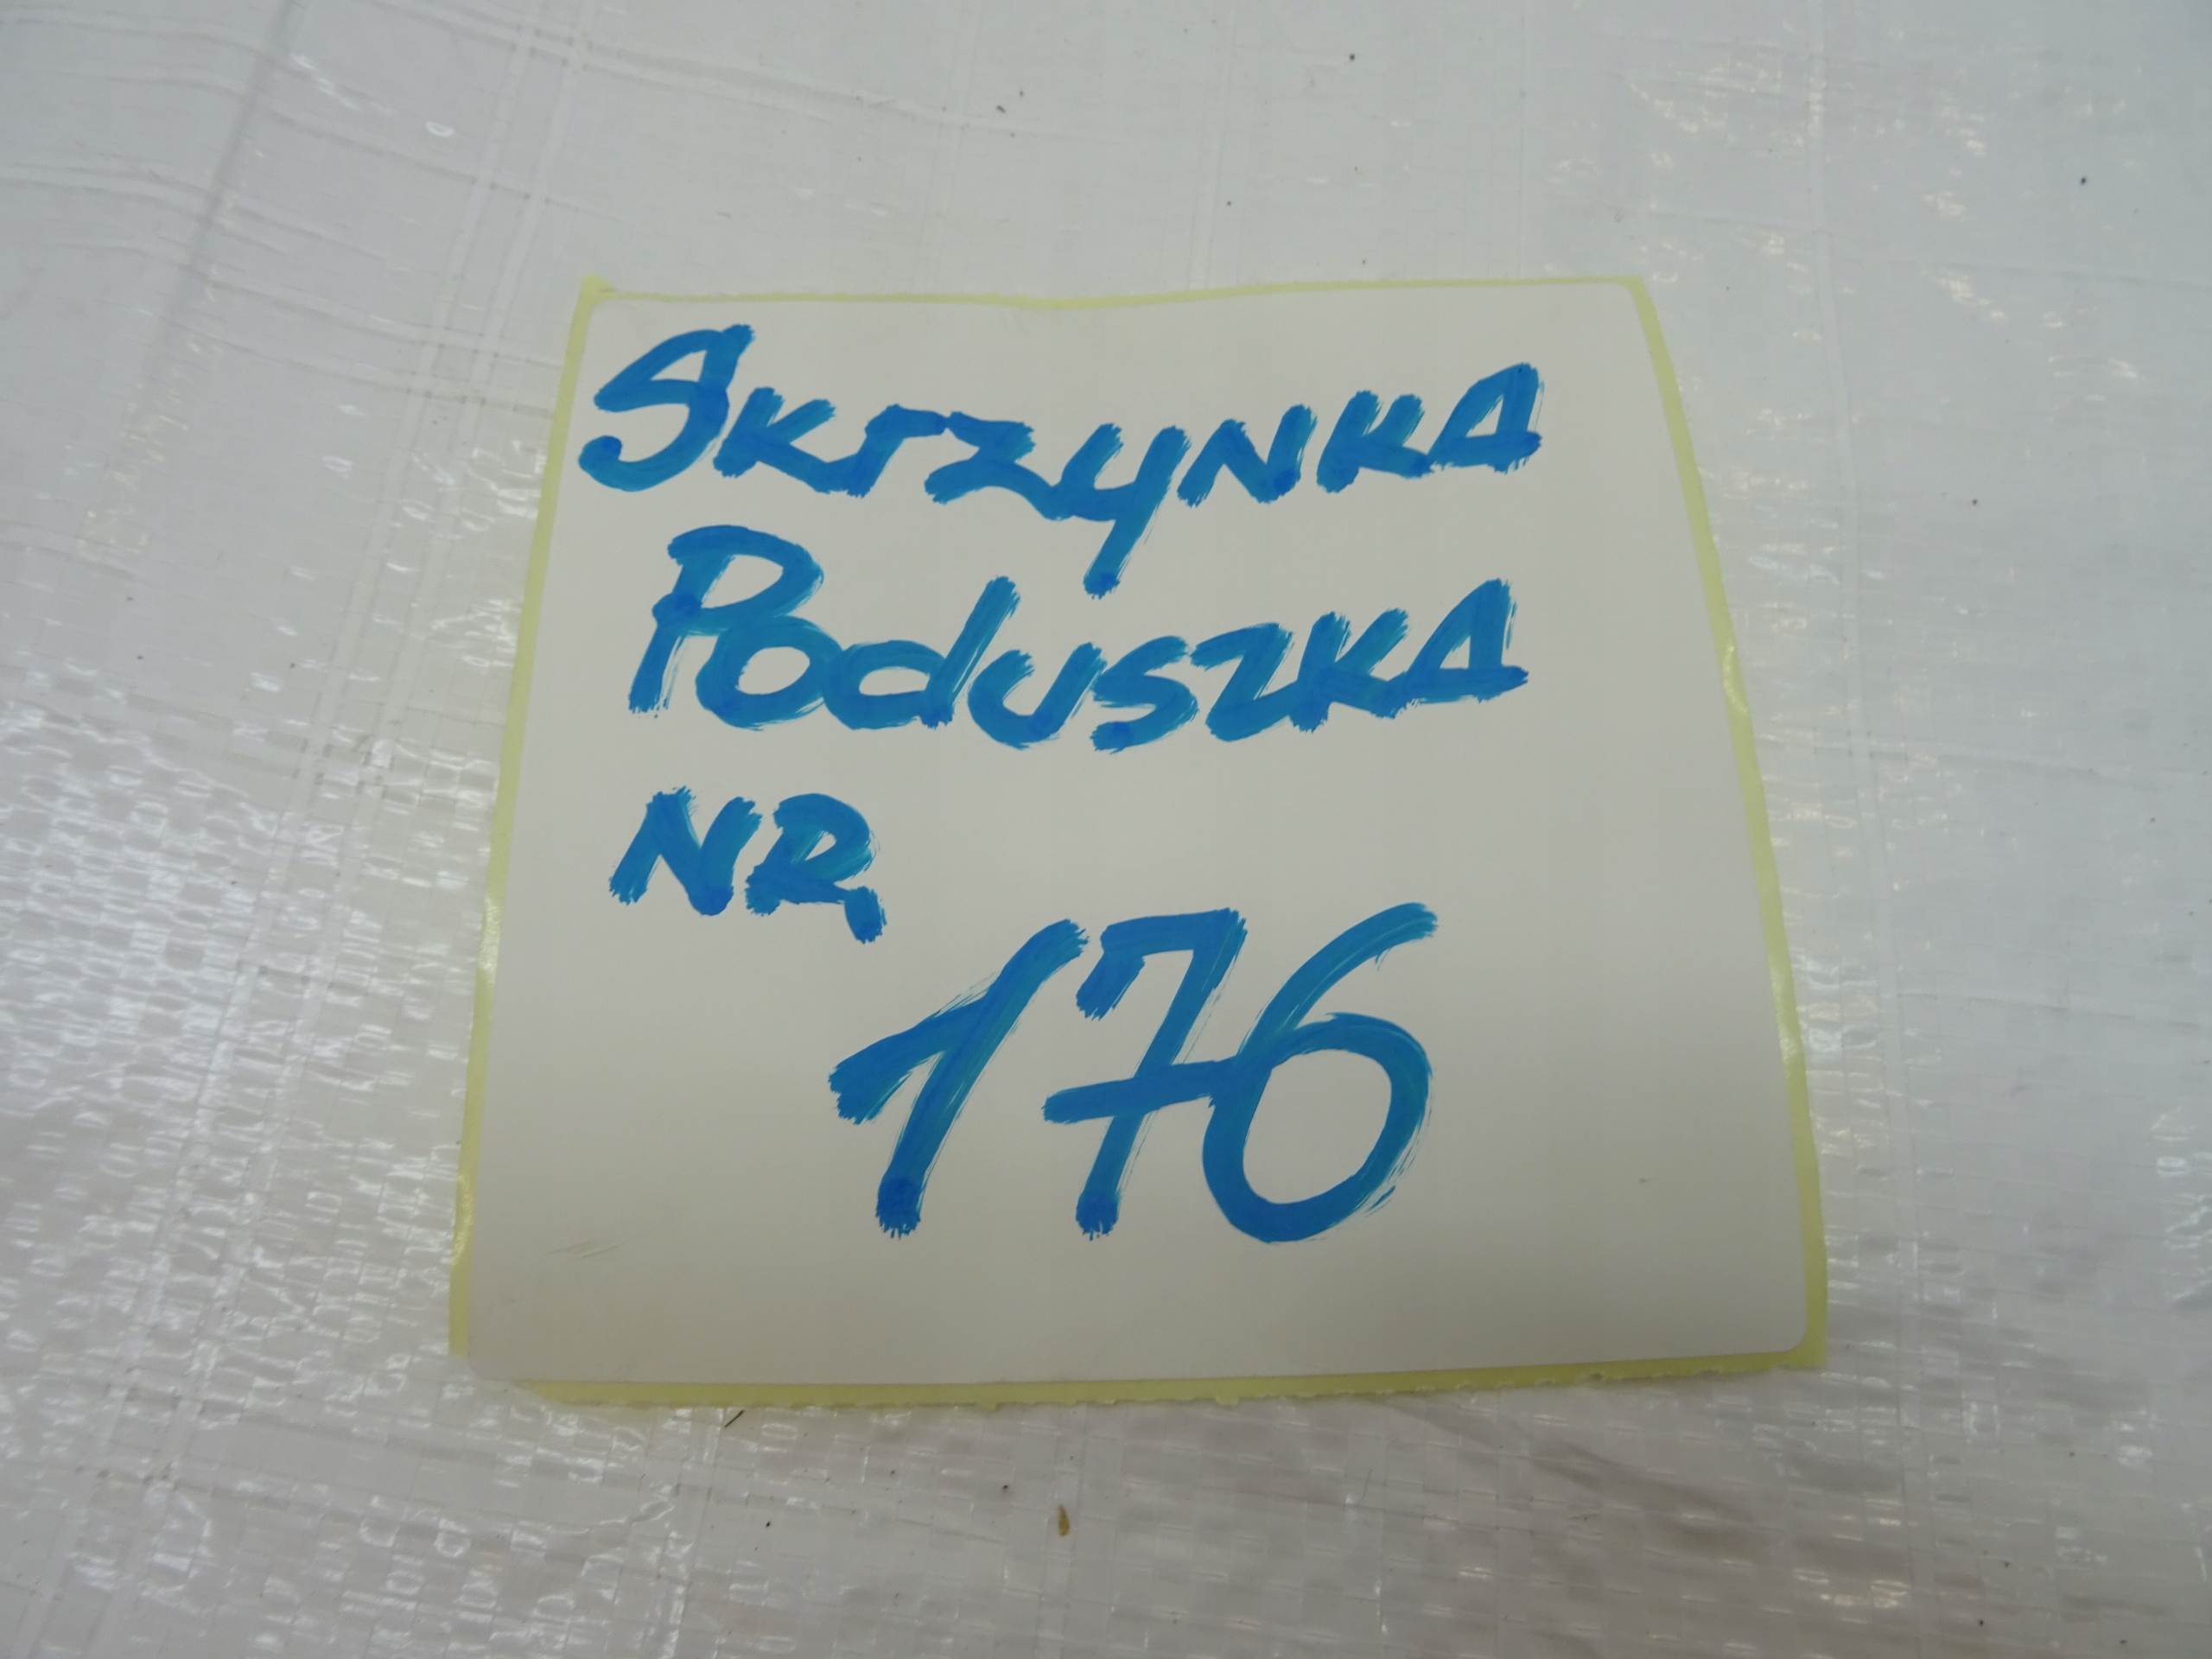 SKrzyNKA
PoduszKA
NR
176